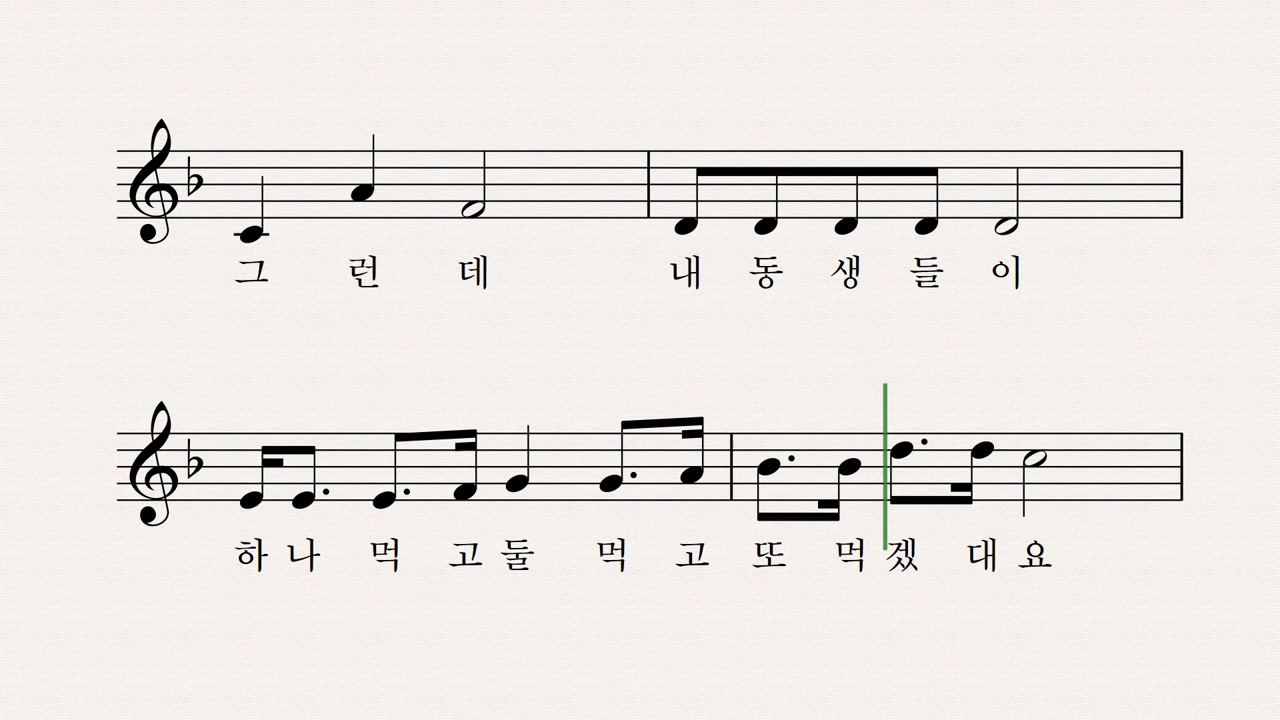 그 런 데 내 동 생 들 이
하 나 먹 고 둘 먹 고 또 먹 겠 대 요